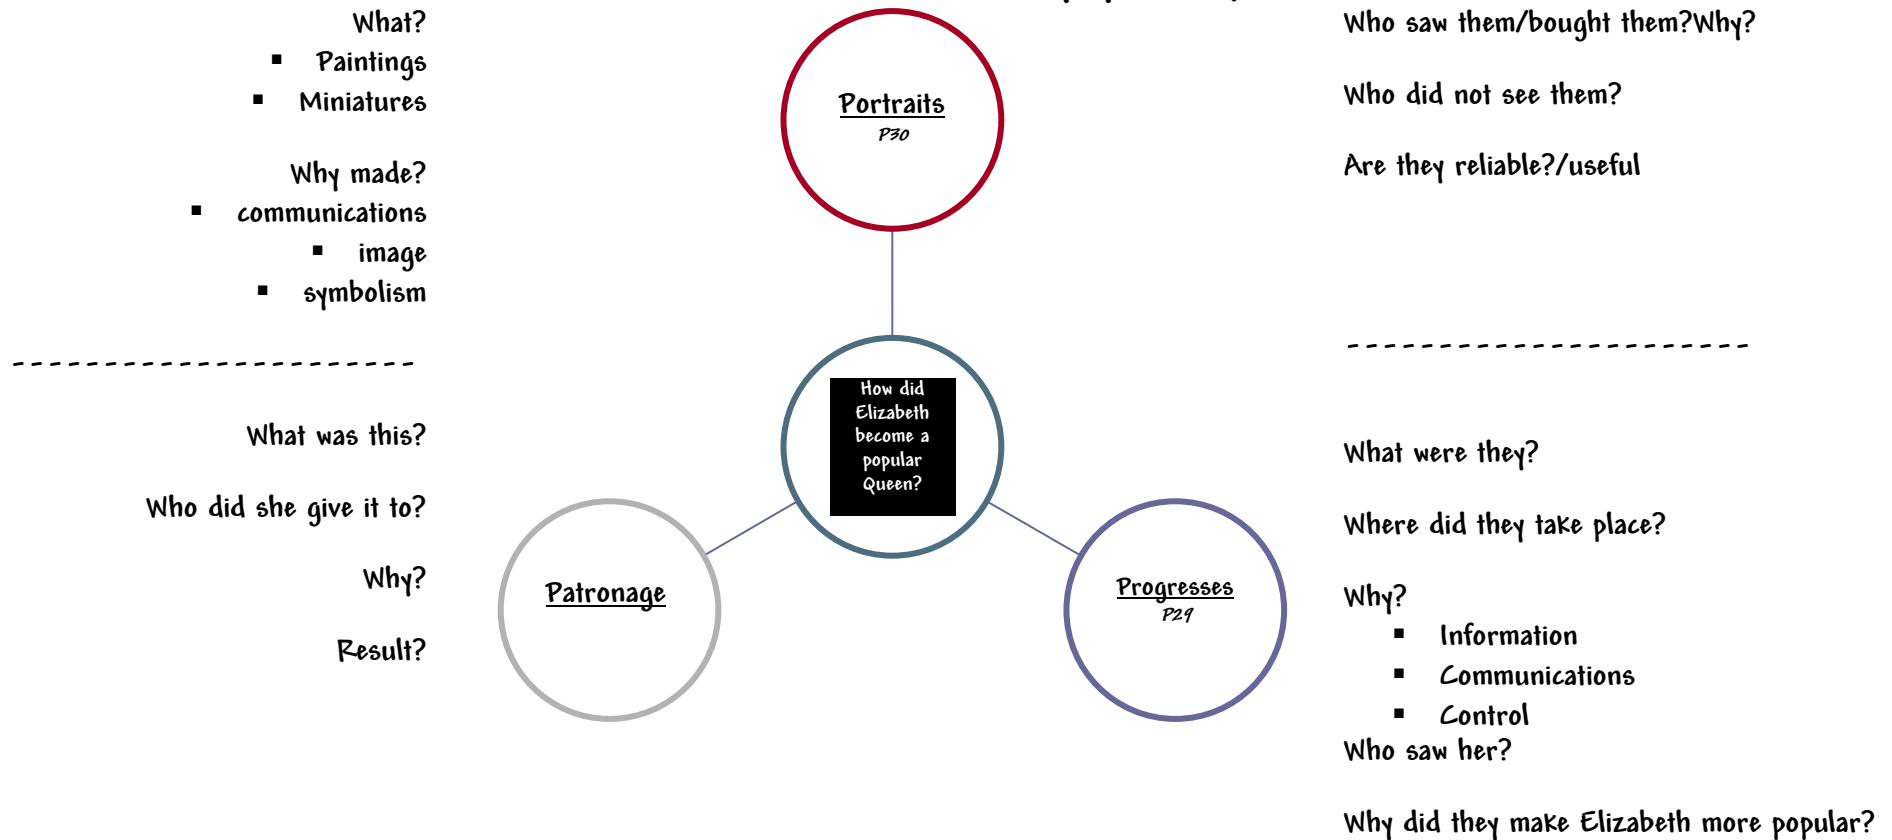 What?
▪ Paintings
▪ Miniatures
Why made?
▪ communications
▪ image
▪ symbolism
Portraits
P30
Who saw them/bought them?Why?
Who did not see them?
Are they reliable?/useful
How did
Elizabeth
become a
popular
Queen?
What was this?
Who did she give it to?
Why?
Result?
Patronage
Progresses
P29
What were they?
Where did they take place?
Why?
▪ Information
▪ Communications
▪ Control
Who saw her?
Why did they make Elizabeth more popular?